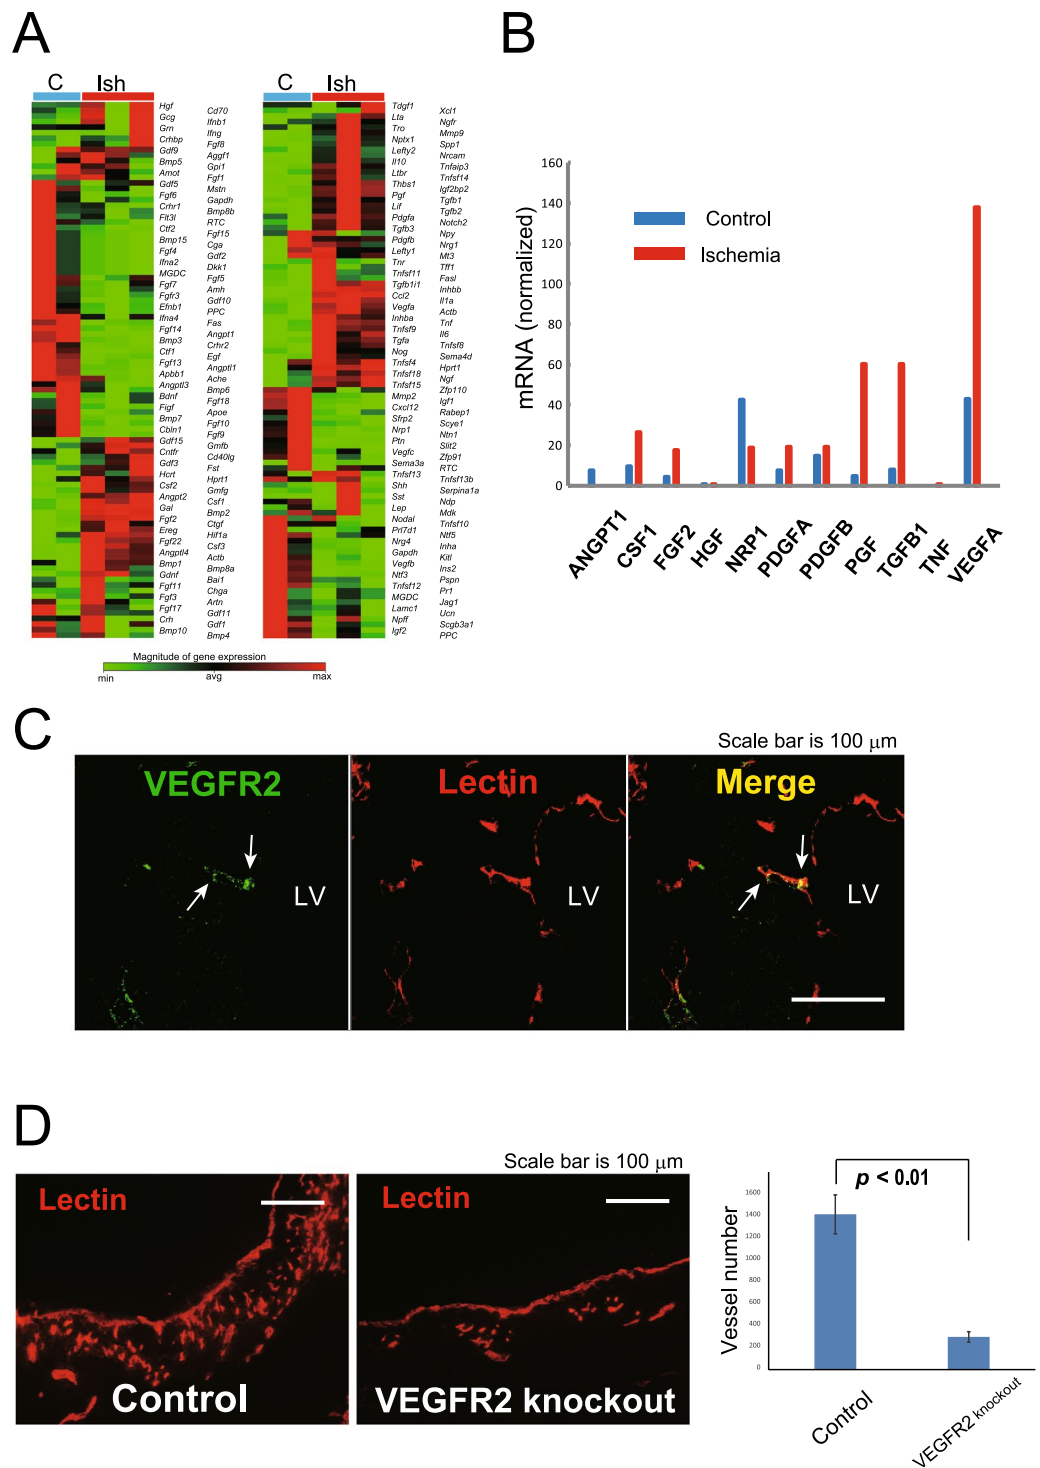 A
C Ish
Hgf
Cd70
Gcg
Ifnb1
Grn
Ifng
Crhbp
Fgf8
Gdf9
Aggf1
Bmp5
Gpi1
Amot
Fgf1
Gdf5
Mstn
Fgf6
Gapdh
Crhr1
Bmp8b
Flt3l
RTC
Ctf2
Fgf15
Bmp15
Cga
Fgf4
Gdf2
Ifna2
Dkk1
MGDC
Fgf5
Fgf7
Amh
Fgfr3
Gdf10
Efnb1
PPC
Ifna4
Fas
Fgf14
Angpt1
Bmp3
Crhr2
Ctf1
Egf
Fgf13
Angptl1
Apbb1
Ache
Angptl3
Bmp6
Bdnf
Fgf18
Figf
Apoe
Bmp7
Fgf10
Cbln1
Fgf9
Gdf15
Gmfb
Cntfr
Cd40lg
Gdf3
Fst
Hcrt
Hprt1
Csf2
Gmfg
Angpt2
Csf1
Gal
Bmp2
Fgf2
Ctgf
Ereg
Hif1a
Fgf22
Csf3
Angptl4
Actb
Bmp1
Bmp8a
Gdnf
Bai1
Fgf11
Chga
Fgf3
Artn
Fgf17
Gdf11
Crh
Gdf1
Bmp10
Bmp4
C Ish
Tdgf1
Xcl1
Lta
Ngfr
Tro
Mmp9
Nptx1
Spp1
Lefty2
Nrcam
Il10
Tnfaip3
Ltbr
Tnfsf14
Thbs1
Igf2bp2
Pgf
Tgfb1
Lif
Tgfb2
Pdgfa
Notch2
Tgfb3
Npy
Pdgfb
Nrg1
Lefty1
Mt3
Tnr
Tff1
Tnfsf11
Fasl
Tgfb1i1
Inhbb
Ccl2
Il1a
Vegfa
Actb
Inhba
Tnf
Tnfsf9
Il6
Tgfa
Tnfsf8
Nog
Sema4d
Tnfsf4
Hprt1
Tnfsf18
Ngf
Tnfsf15
Zfp110
Mmp2
Igf1
Cxcl12
Rabep1
Sfrp2
Scye1
Nrp1
Ntn1
Ptn
Slit2
Vegfc
Zfp91
Sema3a
RTC
Tnfsf13
Tnfsf13b
Shh
Serpina1a
Sst
Ndp
Lep
Mdk
Nodal
Tnfsf10
Prl7d1
Ntf5
Nrg4
Inha
Gapdh
Kitl
Vegfb
Ins2
Ntf3
Pspn
Tnfsf12
Pr1
MGDC
Jag1
Lamc1
Ucn
Npff
Scgb3a1
Igf2
PPC
Magnitude of gene expression
min avg max
B
mRNA (normalized)
160
140
120
100
80
60
40
20
0
Control
Ischemia
ANGPT1 CSF1 FGF2 HGF NRP1 PDGFA PDGFB PGF TGFB1 TNF VEGFA
C
Scale bar is 100 μm
VEGFR2 Lectin Merge
LV LV LV
D
Scale bar is 100 μm
Lectin
Control
Lectin
VEGFR2 knockout
p < 0.01
Vessel number
1600
1400
1200
1000
800
600
400
200
0
Control VEGFR2 knockout